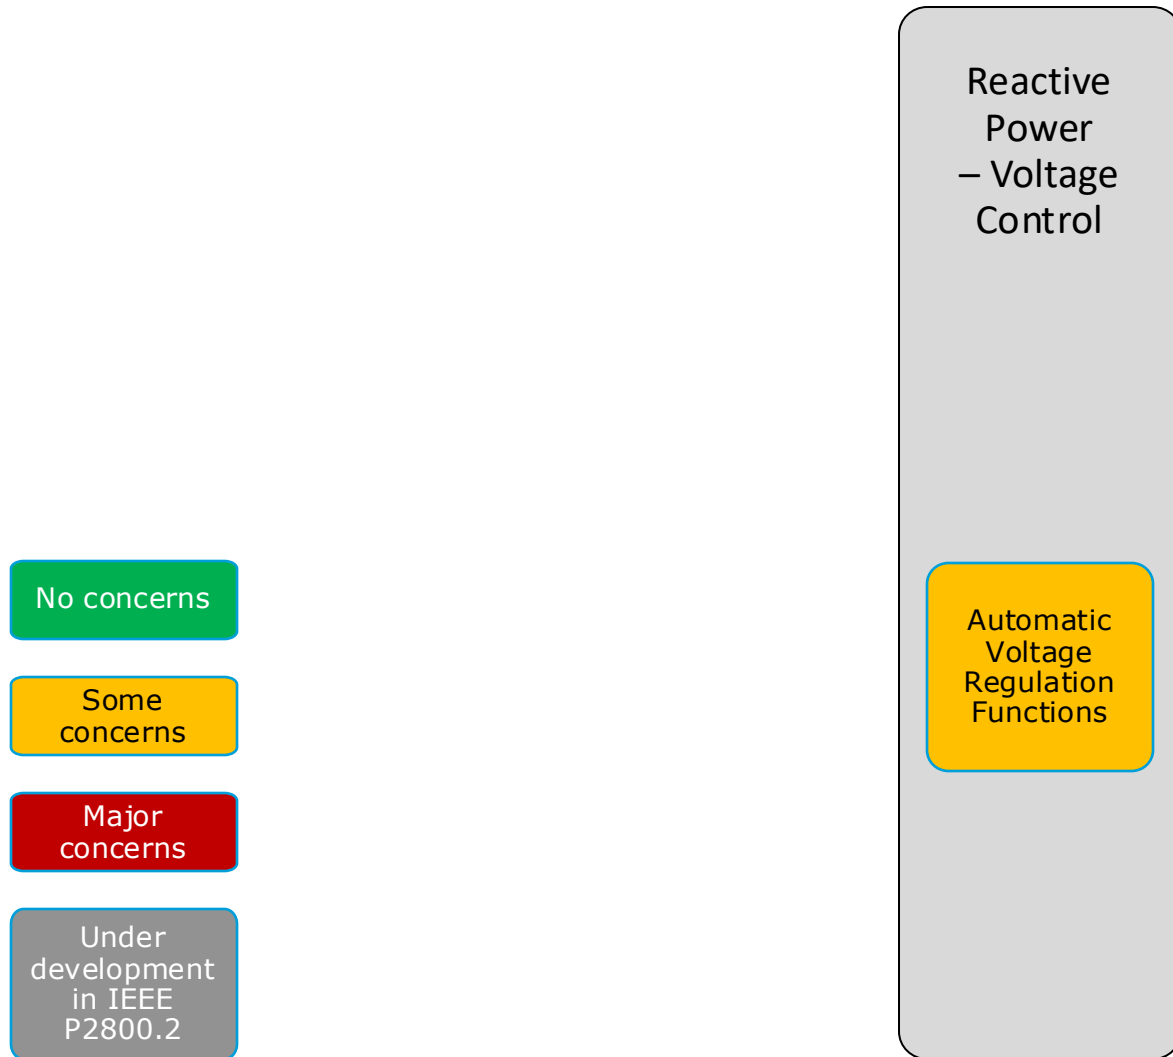 Reactive
Power
– Voltage
Control
No concerns
Some
concerns
Major
concerns
Under
development
in IEEE
P2800.2
Automatic
Voltage
Regulation
Functions